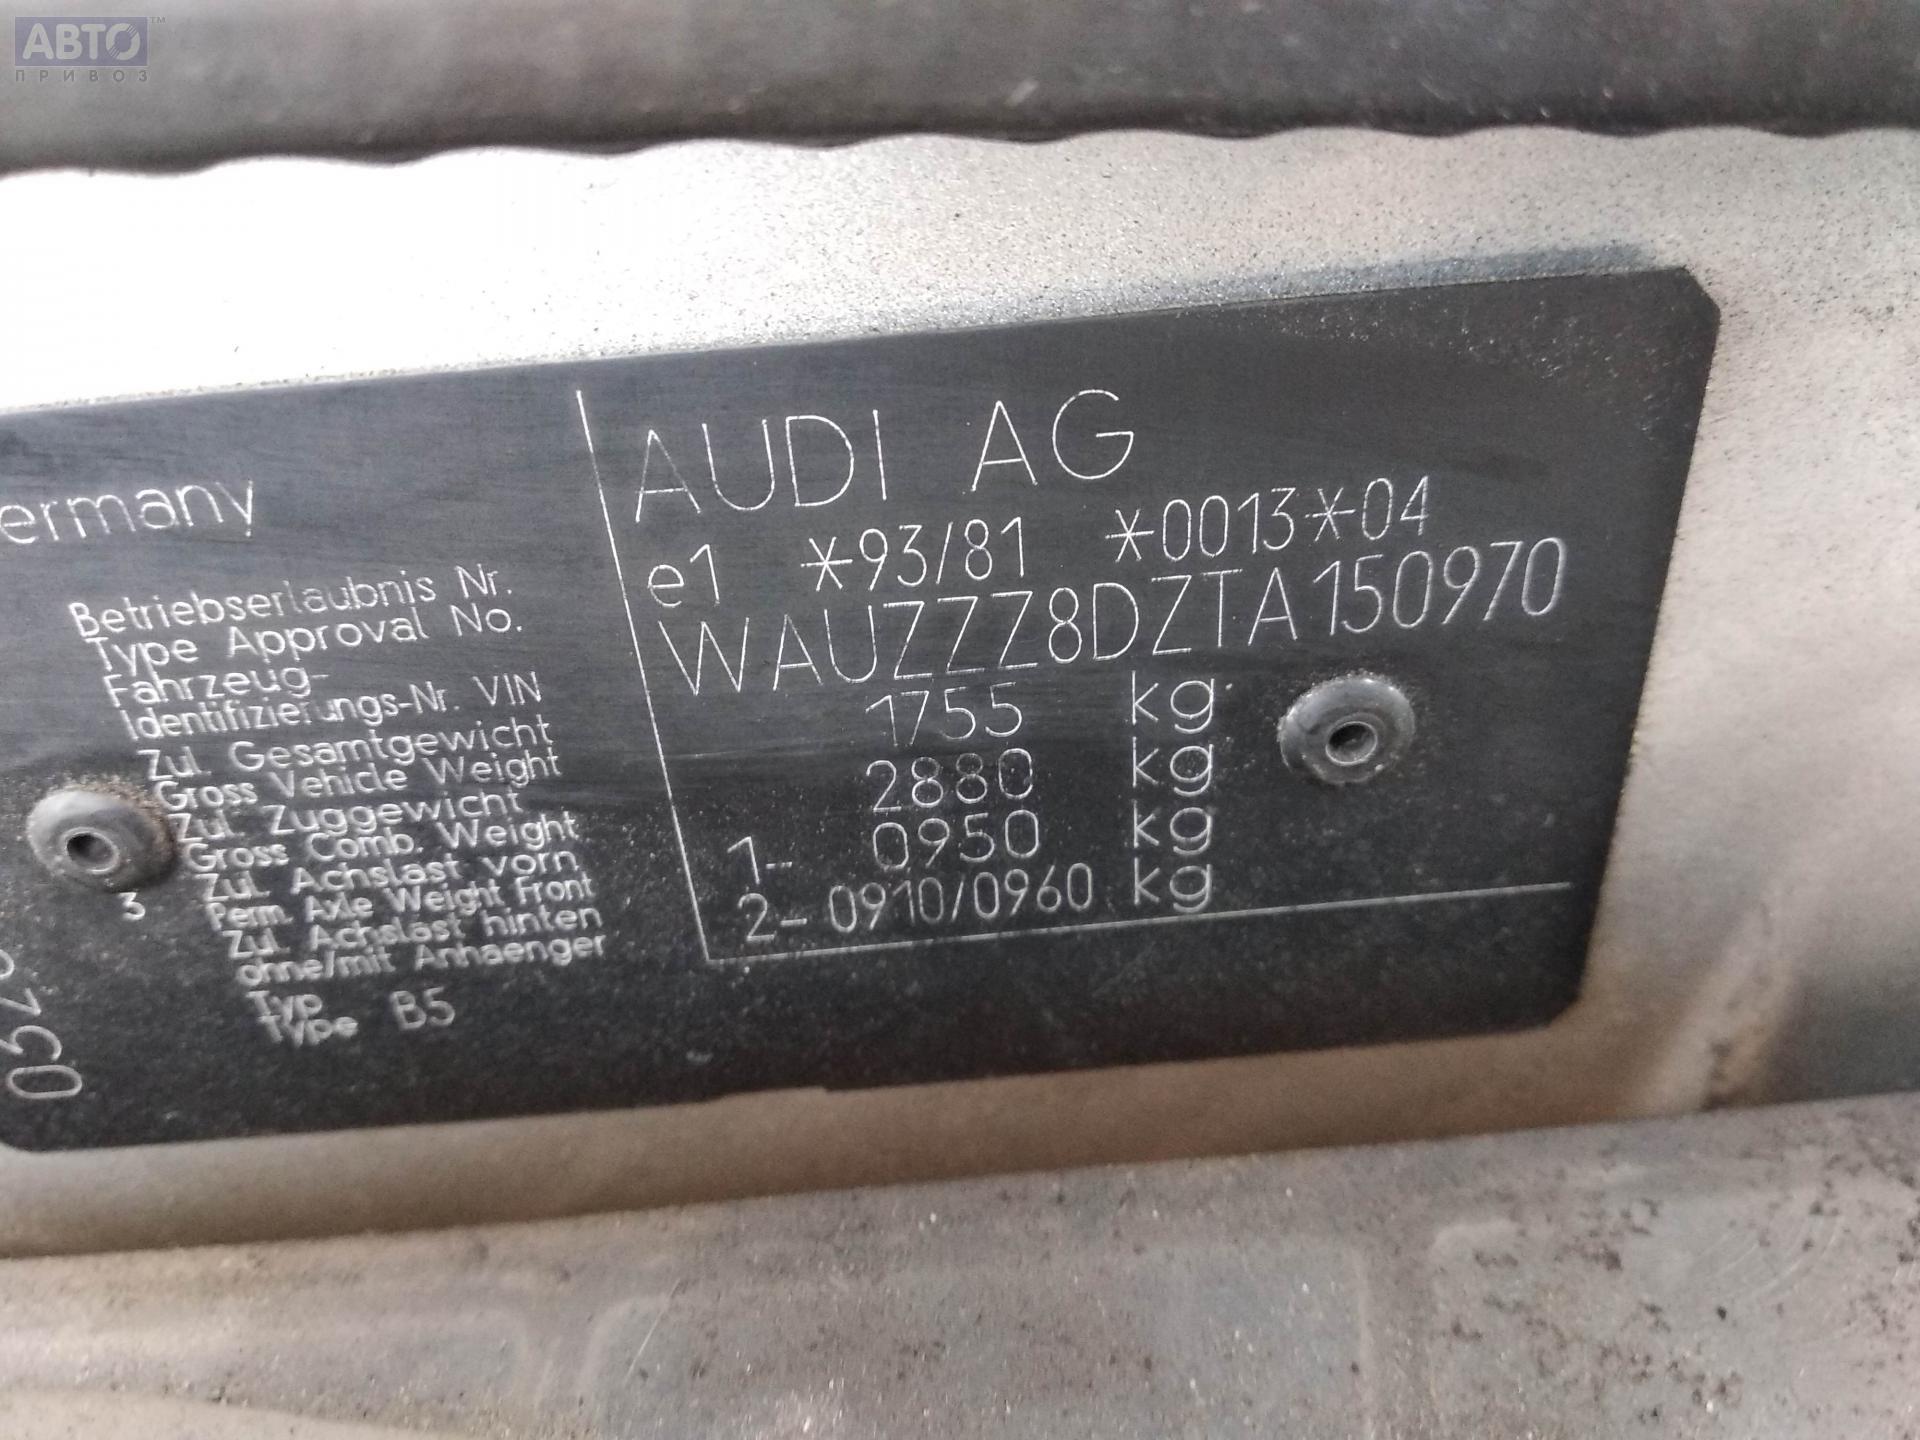 АВТО™
ПРИВОЗ
ermany
AUDI AG
e1 *93/81 *0013*04
WAUZZZ8DZTA150970
1755 kg
2880 kg
1- 0950 kg
2- 0910/0960 kg
Betriebserlaubnis Nr.
Type Approval No.
Fahrzeug-
Identifizierungs-Nr. VIN
Zul. Gesamtgewicht
Gross Vehicle Weight
Zul. Zuggewicht
Gross Comb. Weight
Zul. Achslast vorn
Perm. Axle Weight Front
Zul. Achslast hinten
ohne/mit Anhaenger
Typ
Type B5
3